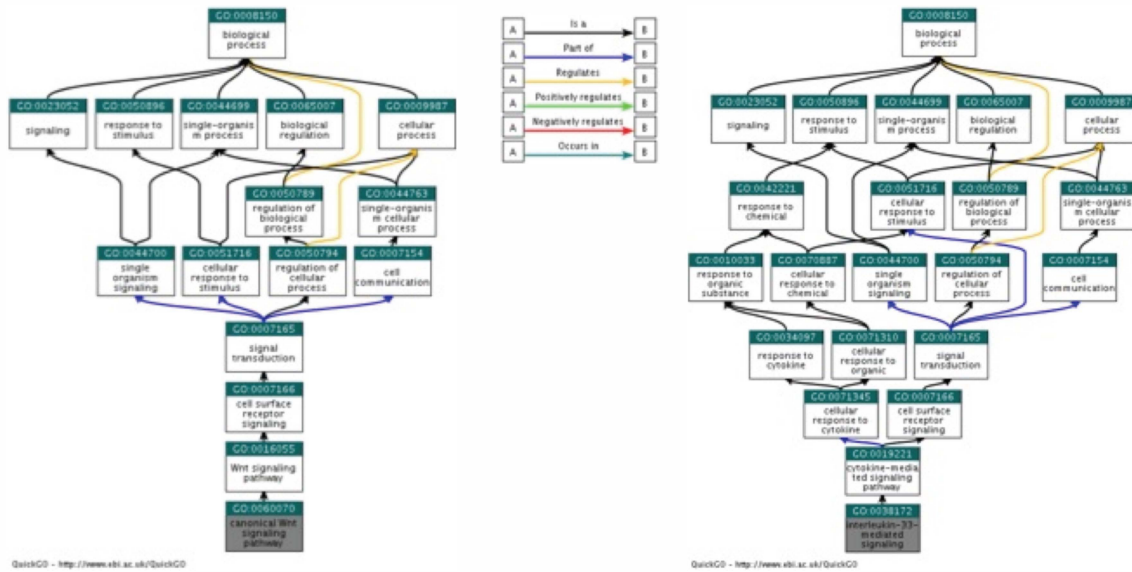 GO:0008150
biological
process
GO:0023052
signaling
GO:0050896
response to
stimulus
GO:0044699
single-organis
m process
GO:0065007
biological
regulation
GO:0009987
cellular
process
GO:0050789
regulation of
biological
process
GO:0044763
single-organis
m cellular
process
GO:0044700
single
organism
signaling
GO:0051716
cellular
response to
stimulus
GO:0050794
regulation of
cellular
process
GO:0007154
cell
communication
GO:0007165
signal
transduction
GO:0007166
cell surface
receptor
signaling
GO:0016055
Wnt signaling
pathway
GO:0060070
canonical Wnt
signaling
pathway
QuickGO - http://www.ebi.ac.uk/QuickGO
A Is a B
A Part of B
A Regulates B
A Positively regulates B
A Negatively regulates B
A Occurs in B
GO:0008150
biological
process
GO:0023052
signaling
GO:0050896
response to
stimulus
GO:0044699
single-organis
m process
GO:0065007
biological
regulation
GO:0009987
cellular
process
GO:0042221
response to
chemical
GO:0051716
cellular
response to
stimulus
GO:0050789
regulation of
biological
process
GO:0044763
single-organis
m cellular
process
GO:0010033
response to
organic
substance
GO:0070887
cellular
response to
chemical
GO:0044700
single
organism
signaling
GO:0050794
regulation of
cellular
process
GO:0007154
cell
communication
GO:0034097
response to
cytokine
GO:0071310
cellular
response to
organic
GO:0007165
signal
transduction
GO:0071345
cellular
response to
cytokine
GO:0007166
cell surface
receptor
signaling
GO:0019221
cytokine-media
ted signaling
pathway
GO:0038172
interleukin-33-
mediated
signaling
QuickGO - http://www.ebi.ac.uk/QuickGO